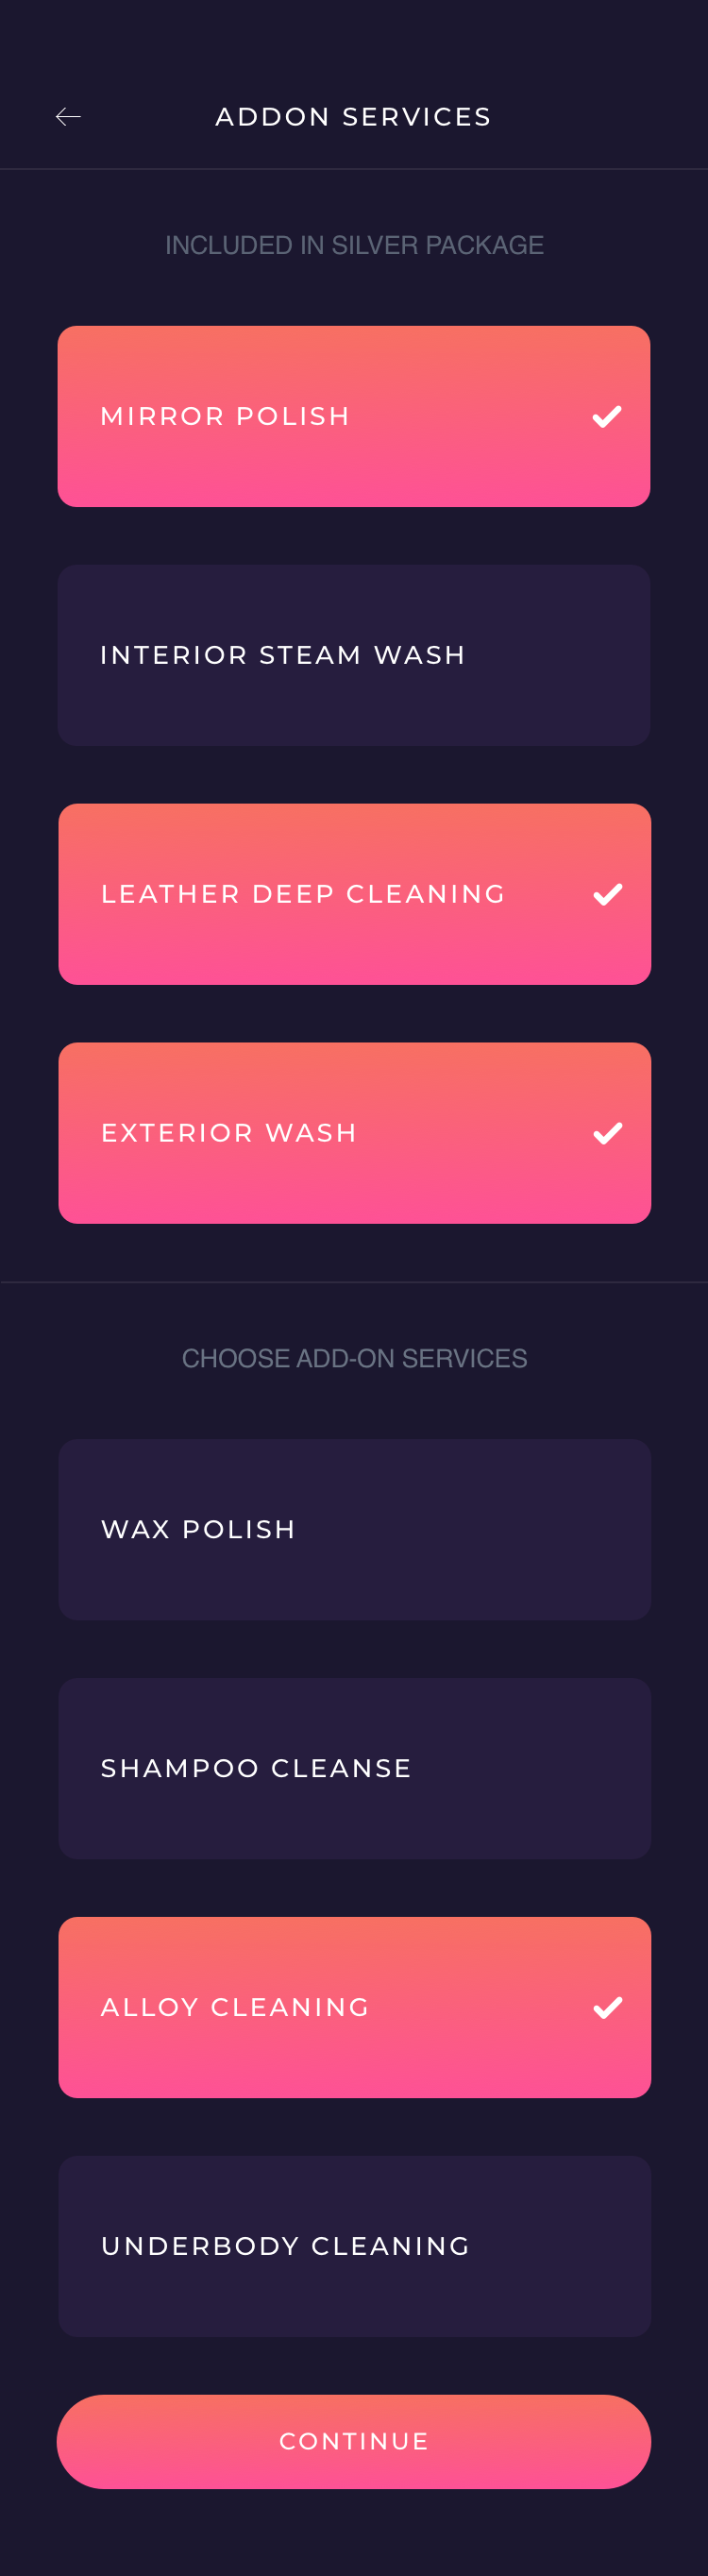 ADDON SERVICES
INCLUDED IN SILVER PACKAGE
MIRROR POLISH
INTERIOR STEAM WASH
LEATHER DEEP CLEANING
EXTERIOR WASH
CHOOSE ADD-ON SERVICES
WAX POLISH
SHAMPOO CLEANSE
ALLOY CLEANING
UNDERBODY CLEANING
CONTINUE